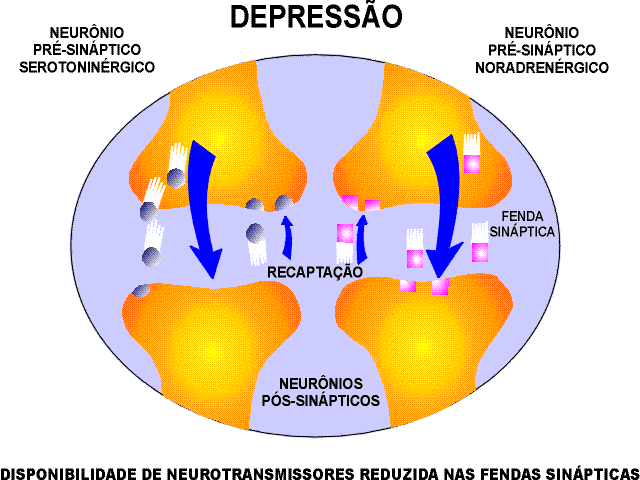 DEPRESSÃO
NEURÔNIO
PRÉ-SINÁPTICO
SEROTONINÉRGICO
NEURÔNIO
PRÉ-SINÁPTICO
NORADRENÉRGICO
FENDA
SINÁPTICA
RECAPTAÇÃO
NEURÔNIOS
PÓS-SINÁPTICOS
DISPONIBILIDADE DE NEUROTRANSMISSORES REDUZIDA NAS FENDAS SINÁPTICAS